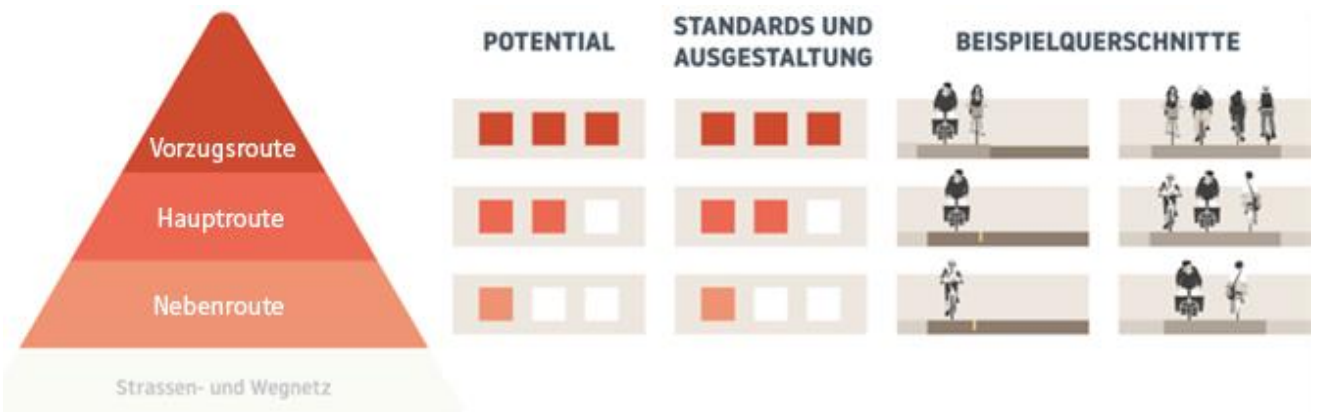 POTENTIAL
STANDARDS UND
AUSGESTALTUNG
BEISPIELQUERSCHNITTE
Vorzugsroute
Hauptroute
Nebenroute
Strassen- und Wegnetz